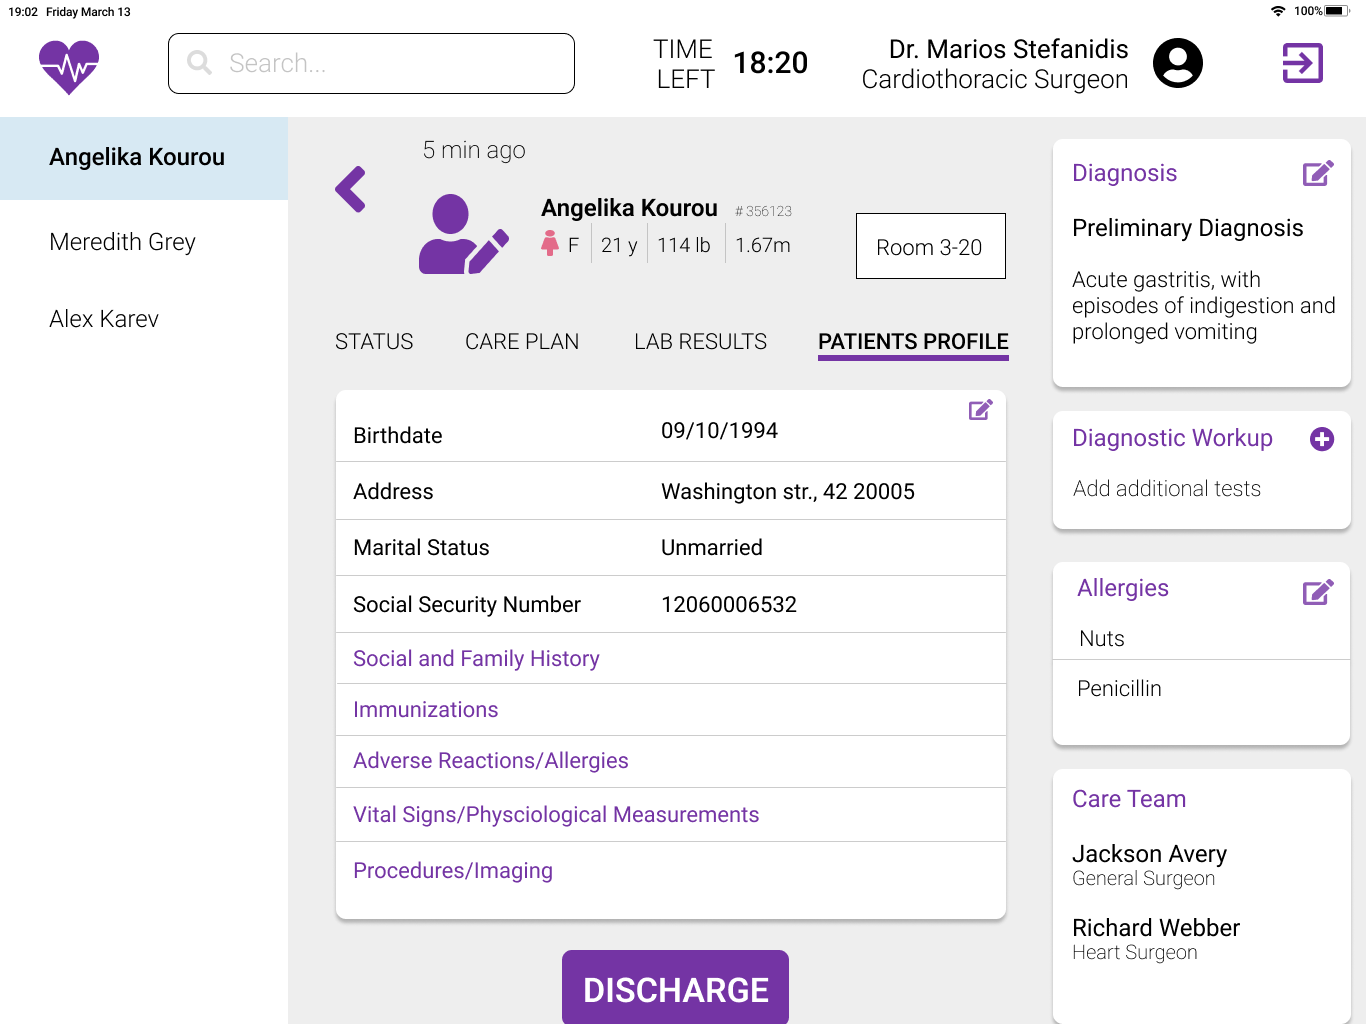 19:02 Friday March 13
100%
Search...
TIME
LEFT
18:20
Dr. Marios Stefanidis
Cardiothoracic Surgeon
Angelika Kourou
Meredith Grey
Alex Karev
5 min ago
Angelika Kourou # 356123
F 21 y 114 lb 1.67m
Room 3-20
STATUS CARE PLAN LAB RESULTS PATIENTS PROFILE
Birthdate 09/10/1994
Address Washington str., 42 20005
Marital Status Unmarried
Social Security Number 12060006532
Social and Family History
Immunizations
Adverse Reactions/Allergies
Vital Signs/Physciological Measurements
Procedures/Imaging
DISCHARGE
Diagnosis
Preliminary Diagnosis
Acute gastritis, with
episodes of indigestion and
prolonged vomiting
Diagnostic Workup
Add additional tests
Allergies
Nuts
Penicillin
Care Team
Jackson Avery
General Surgeon
Richard Webber
Heart Surgeon